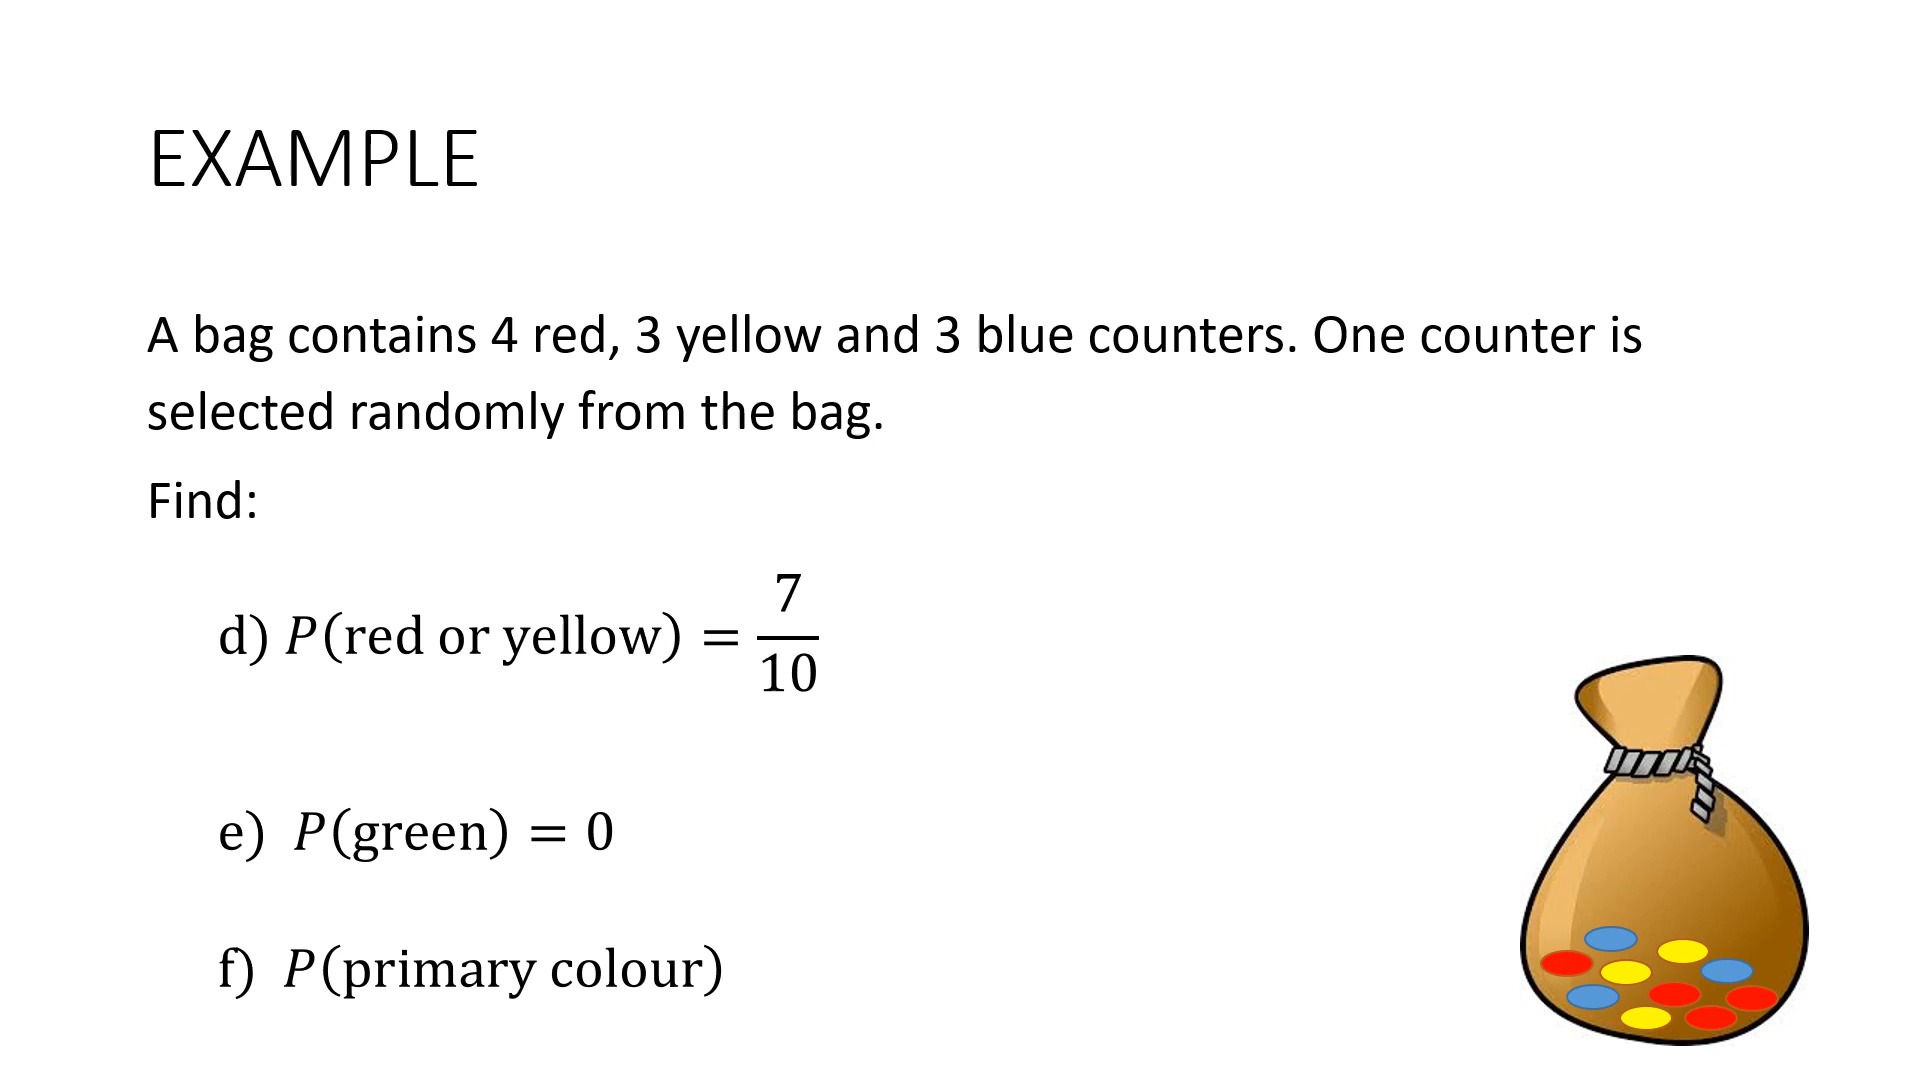 EXAMPLE
A bag contains 4 red, 3 yellow and 3 blue counters. One counter is
selected randomly from the bag.
Find:
d) P(red or yellow) = 7/10
e) P(green) = 0
f) P(primary colour)